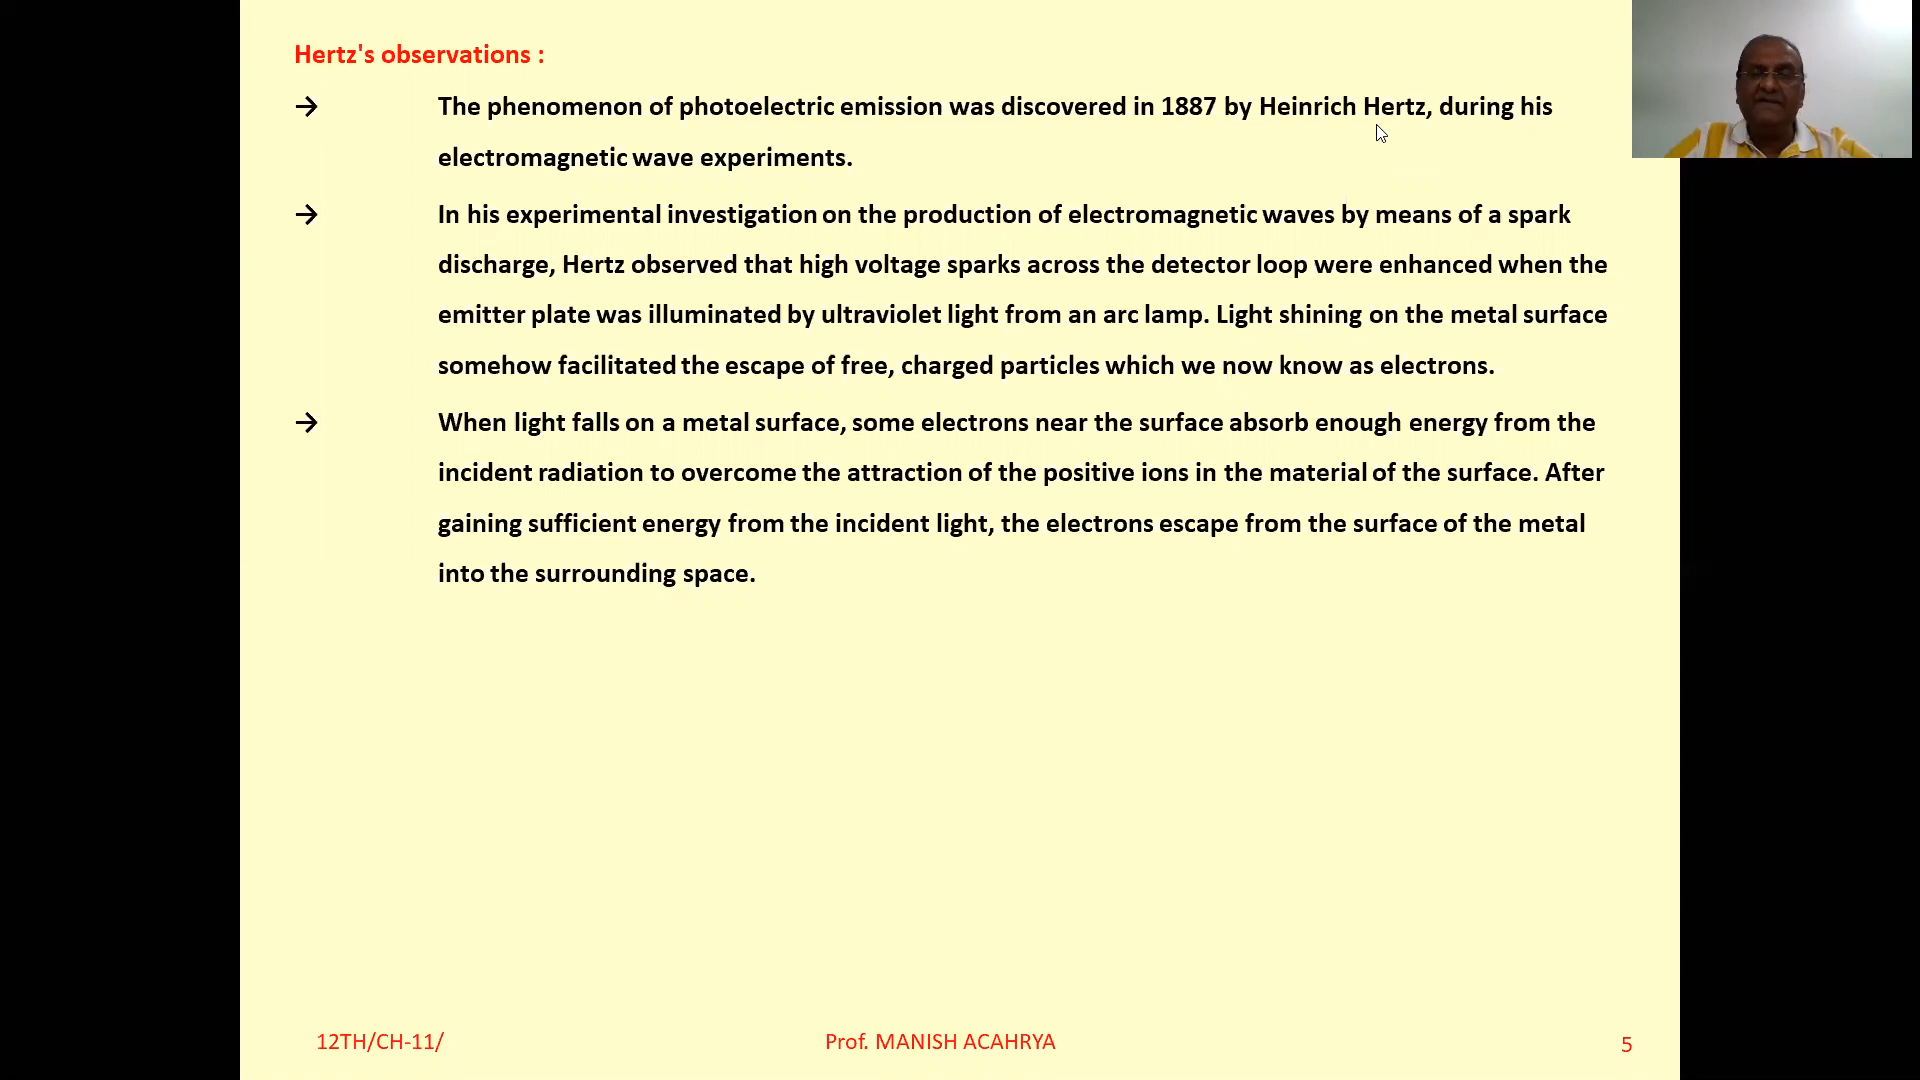 Hertz's observations :
→ The phenomenon of photoelectric emission was discovered in 1887 by Heinrich Hertz, during his
electromagnetic wave experiments.
→ In his experimental investigation on the production of electromagnetic waves by means of a spark
discharge, Hertz observed that high voltage sparks across the detector loop were enhanced when the
emitter plate was illuminated by ultraviolet light from an arc lamp. Light shining on the metal surface
somehow facilitated the escape of free, charged particles which we now know as electrons.
→ When light falls on a metal surface, some electrons near the surface absorb enough energy from the
incident radiation to overcome the attraction of the positive ions in the material of the surface. After
gaining sufficient energy from the incident light, the electrons escape from the surface of the metal
into the surrounding space.
12TH/CH-11/ Prof. MANISH ACAHRYA 5